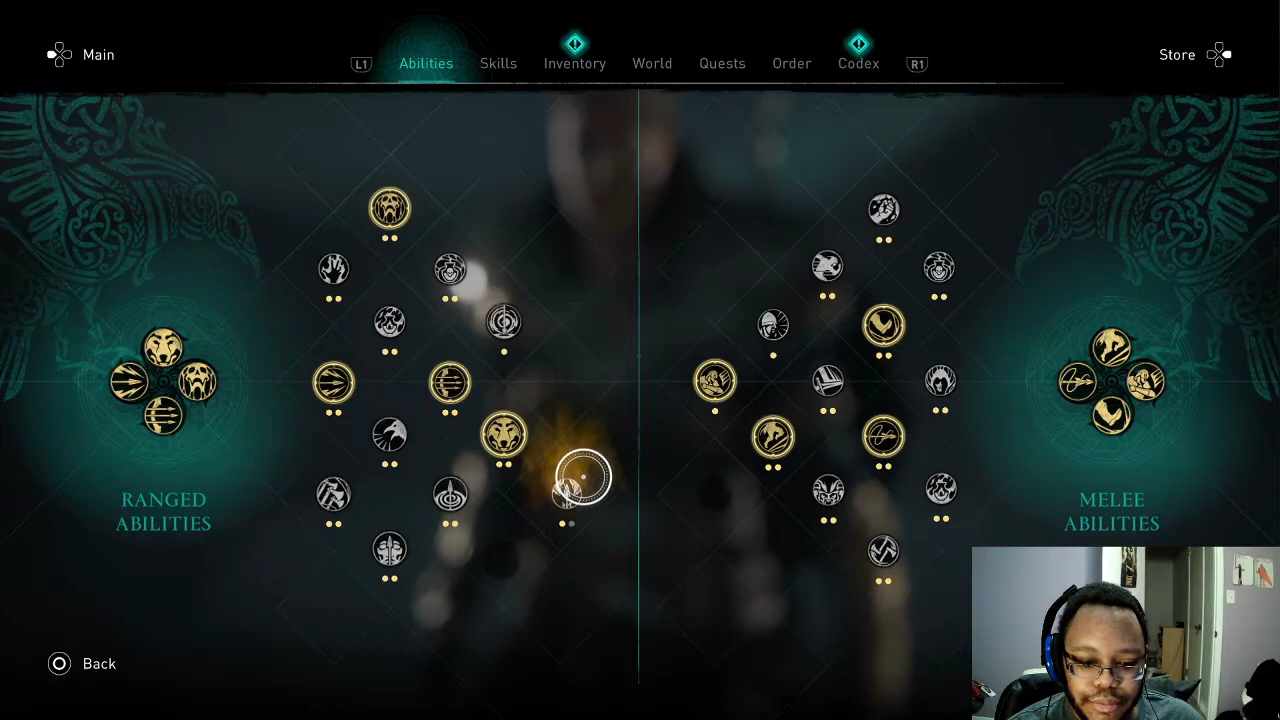 Main
L1
Abilities
Skills
Inventory
World
Quests
Order
Codex
R1
Store
RANGED
ABILITIES
MELEE
ABILITIES
Back